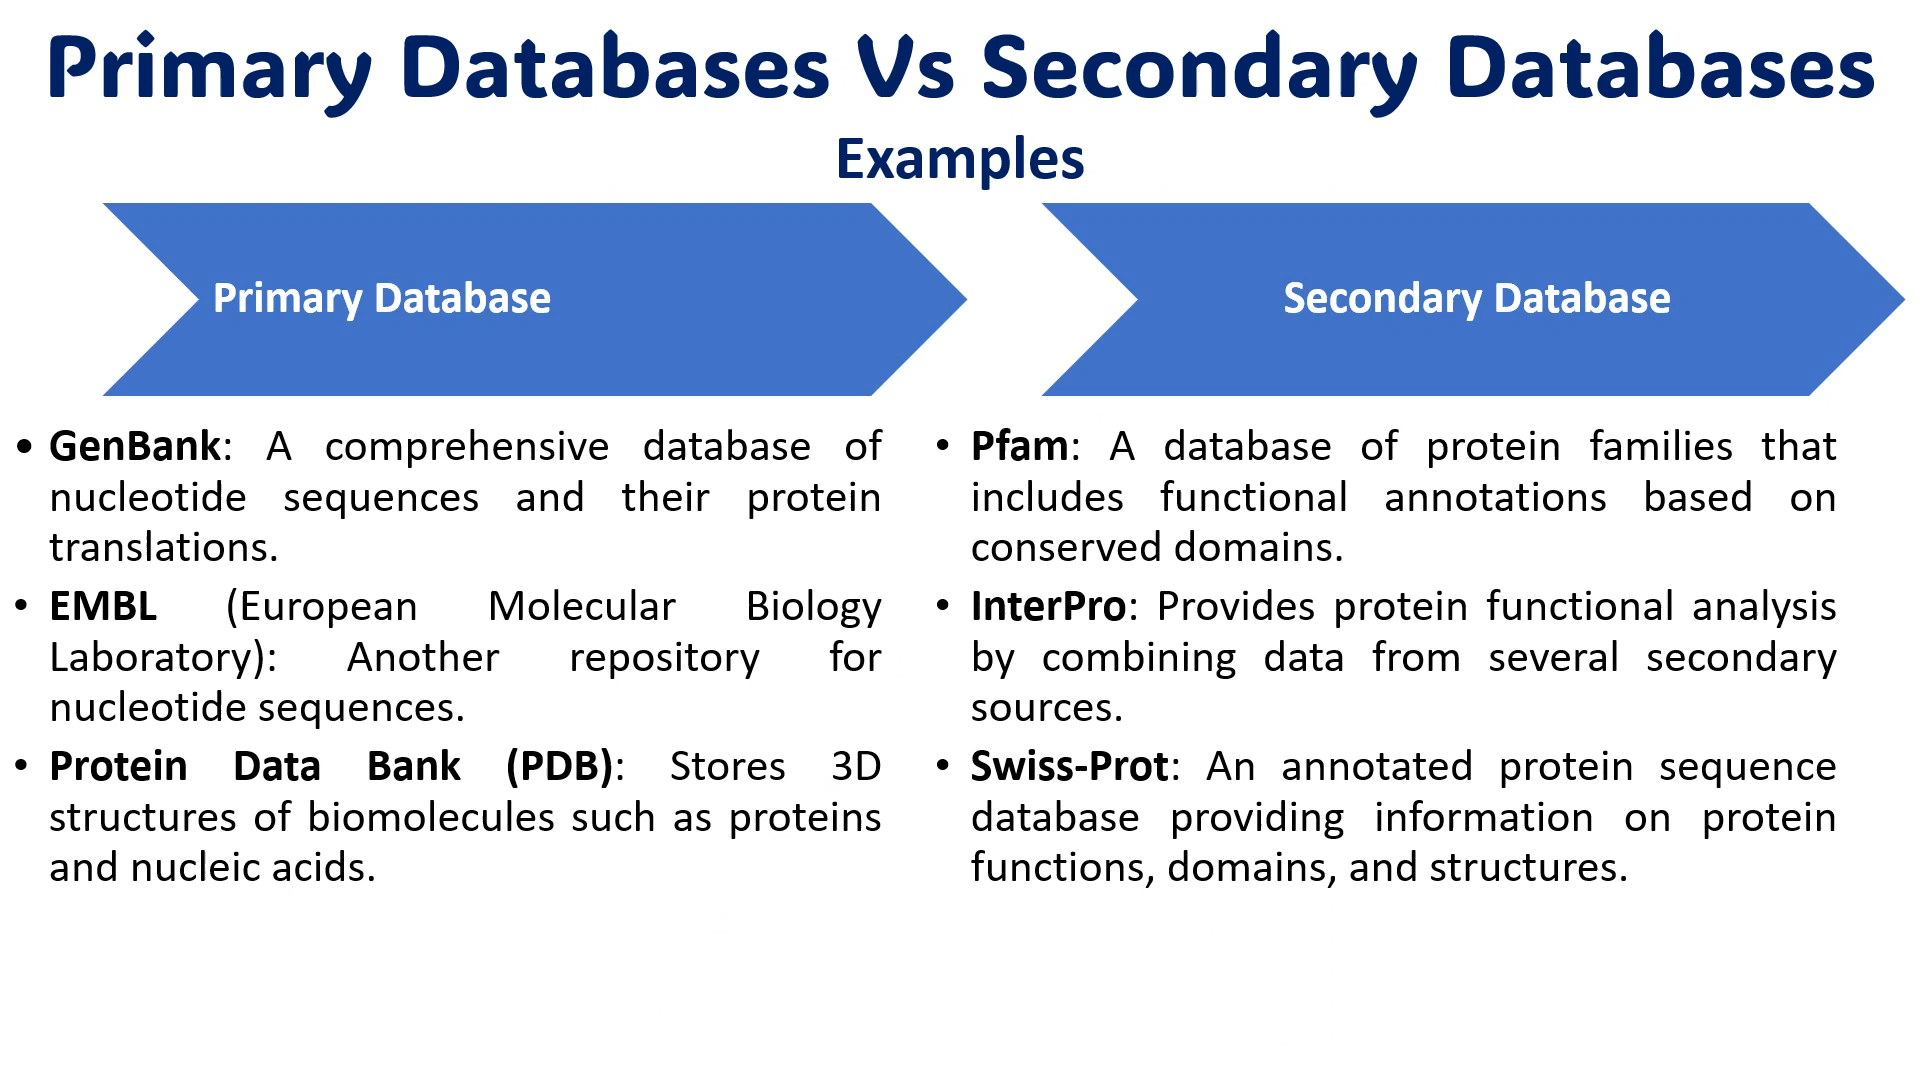 Primary Databases Vs Secondary Databases
Examples
Primary Database
Secondary Database
• GenBank: A comprehensive database of
nucleotide sequences and their protein
translations.
• EMBL (European Molecular Biology
Laboratory): Another repository for
nucleotide sequences.
• Protein Data Bank (PDB): Stores 3D
structures of biomolecules such as proteins
and nucleic acids.
• Pfam: A database of protein families that
includes functional annotations based on
conserved domains.
• InterPro: Provides protein functional analysis
by combining data from several secondary
sources.
• Swiss-Prot: An annotated protein sequence
database providing information on protein
functions, domains, and structures.